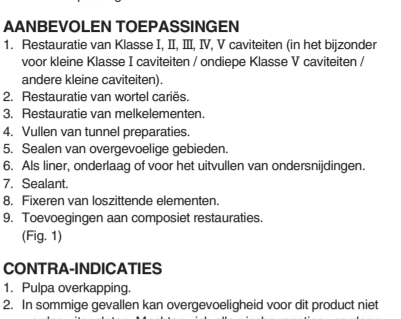 AANBEVOLEN TOEPASSINGEN
1. Restauratie van Klasse I, II, III, IV, V caviteiten (in het bijzonder
voor kleine Klasse I caviteiten / ondiepe Klasse V caviteiten /
andere kleine caviteiten).
2. Restauratie van wortel cariës.
3. Restauratie van melkelementen.
4. Vullen van tunnel preparaties.
5. Sealen van overgevoelige gebieden.
6. Als liner, onderlaag of voor het uitvullen van ondersnijdingen.
7. Sealant.
8. Fixeren van loszittende elementen.
9. Toevoegingen aan composiet restauraties.
(Fig. 1)
CONTRA-INDICATIES
1. Pulpa overkapping.
2. In sommige gevallen kan overgevoeligheid voor dit product niet